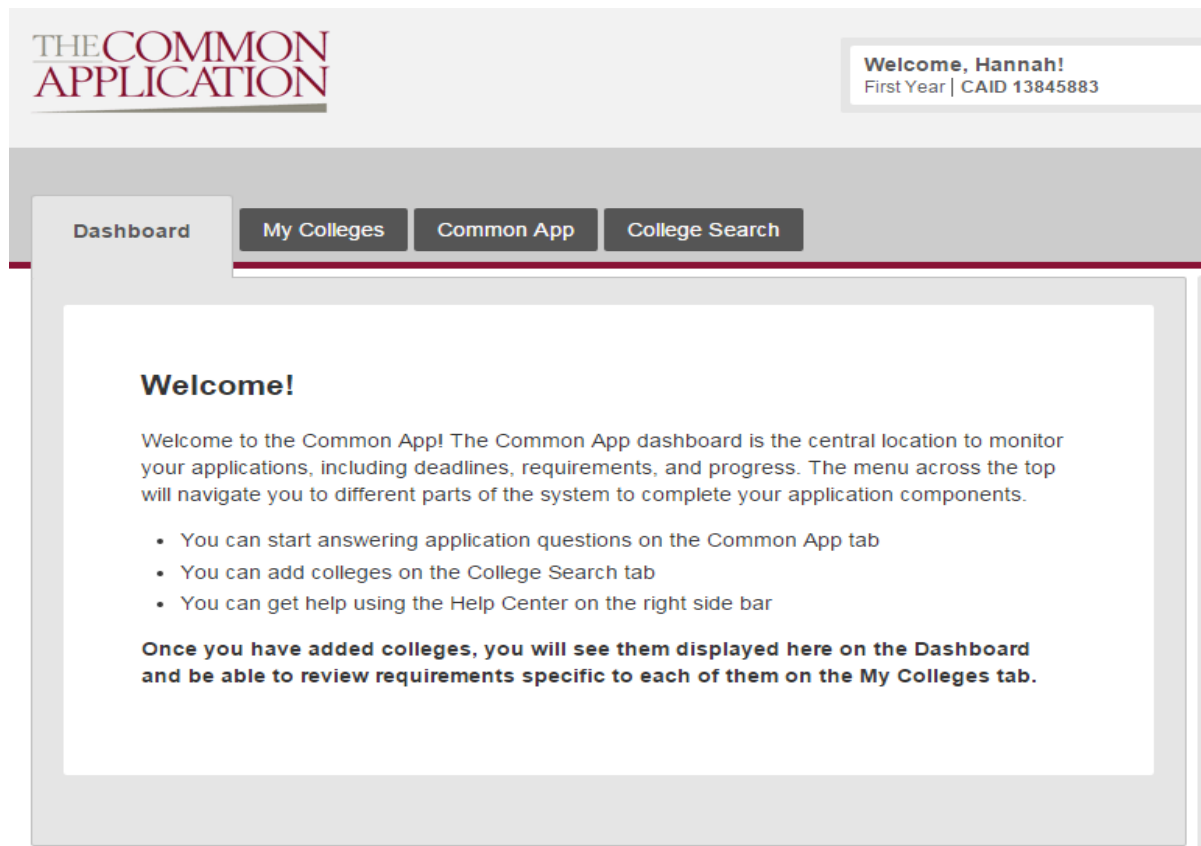 THE COMMON
APPLICATION
Welcome, Hannah!
First Year | CAID 13845883
Dashboard
My Colleges
Common App
College Search
Welcome!
Welcome to the Common App! The Common App dashboard is the central location to monitor
your applications, including deadlines, requirements, and progress. The menu across the top
will navigate you to different parts of the system to complete your application components.
• You can start answering application questions on the Common App tab
• You can add colleges on the College Search tab
• You can get help using the Help Center on the right side bar
Once you have added colleges, you will see them displayed here on the Dashboard
and be able to review requirements specific to each of them on the My Colleges tab.